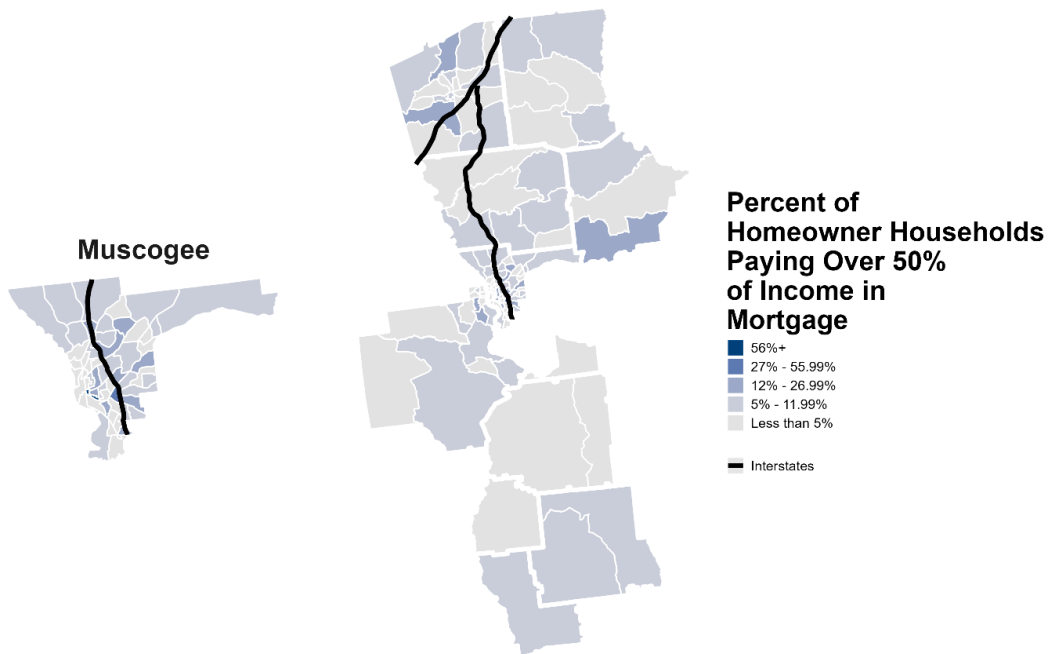 Muscogee
Percent of
Homeowner Households
Paying Over 50%
of Income in
Mortgage
56%+
27% - 55.99%
12% - 26.99%
5% - 11.99%
Less than 5%
Interstates